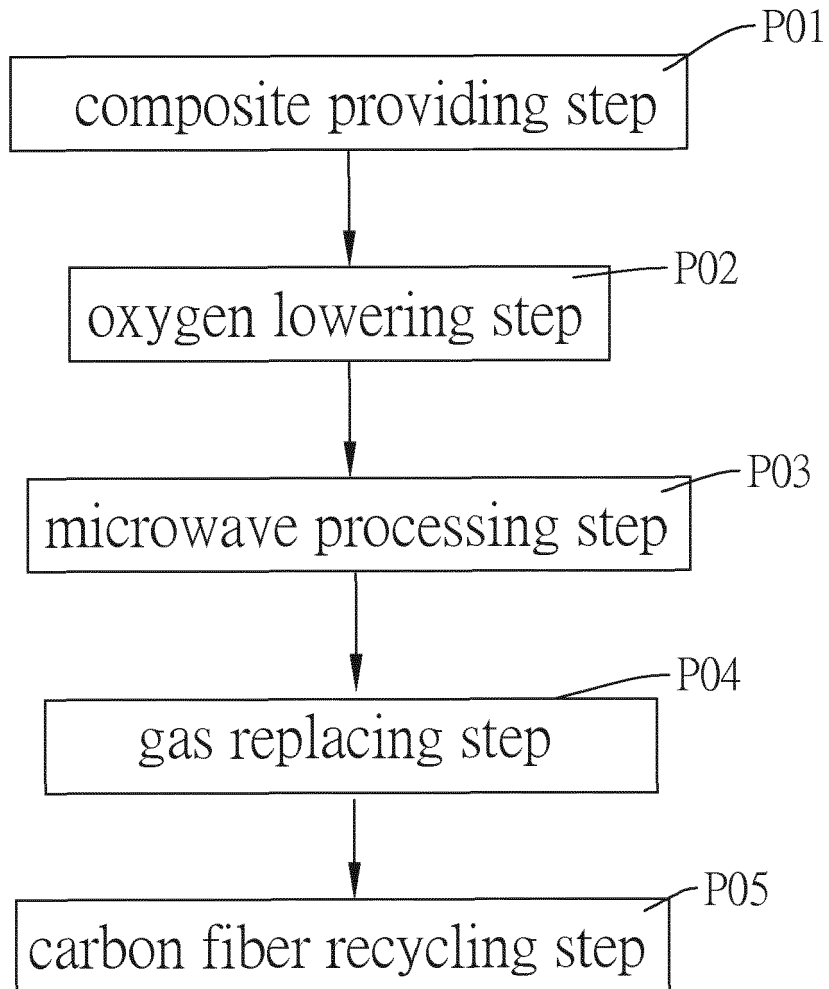 P01
composite providing step
P02
oxygen lowering step
P03
microwave processing step
P04
gas replacing step
P05
carbon fiber recycling step